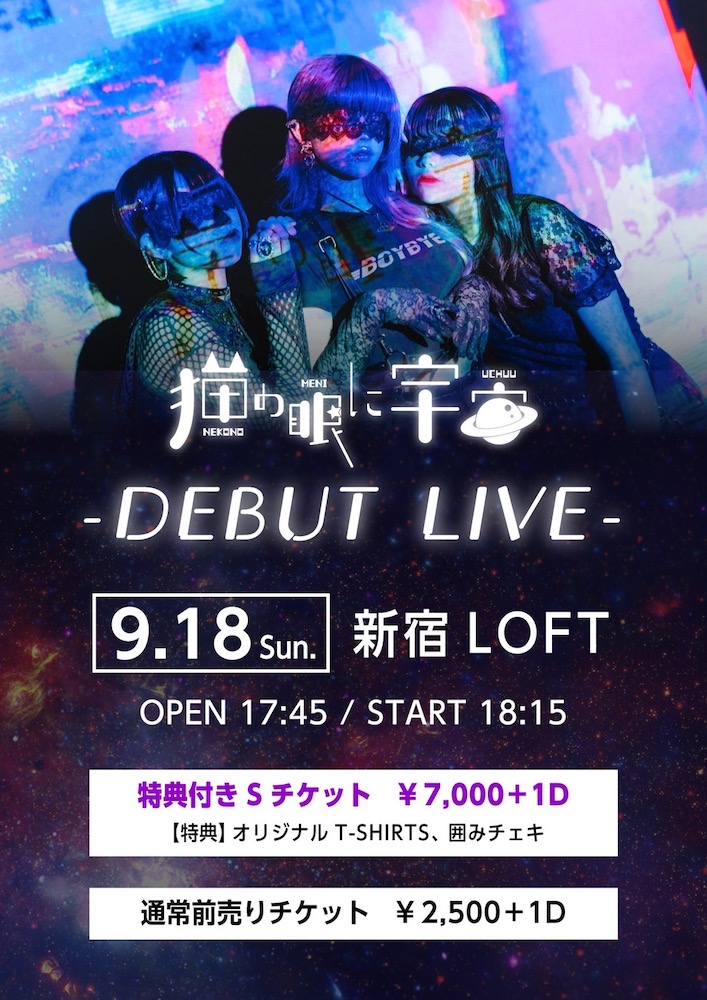 BOYBYE
猫の眼に宇宙
NEKONO MENI UCHUU
-DEBUT LIVE-
9.18 Sun. 新宿 LOFT
OPEN 17:45 / START 18:15
特典付き S チケット ¥7,000+1D
【特典】オリジナル T-SHIRTS、囲みチェキ
通常前売りチケット ¥2,500+1D